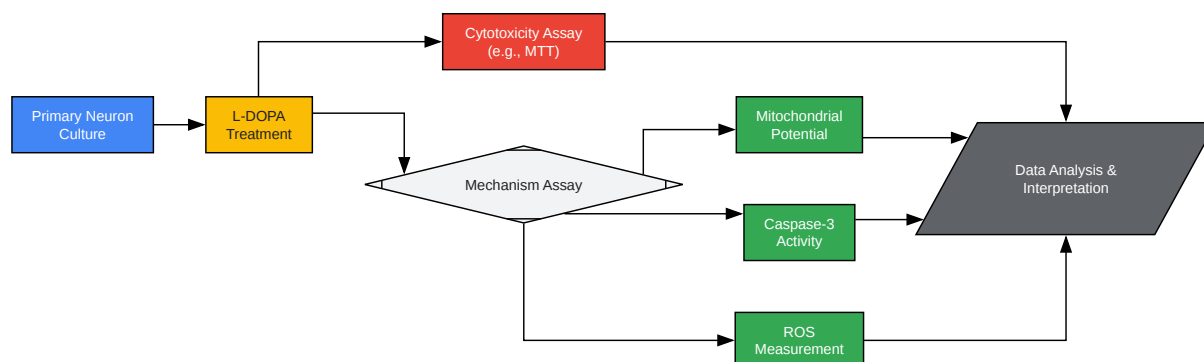 Cytotoxicity Assay
(e.g., MTT)
Primary Neuron
Culture
L-DOPA
Treatment
Mechanism Assay
Mitochondrial
Potential
Caspase-3
Activity
ROS
Measurement
Data Analysis &
Interpretation